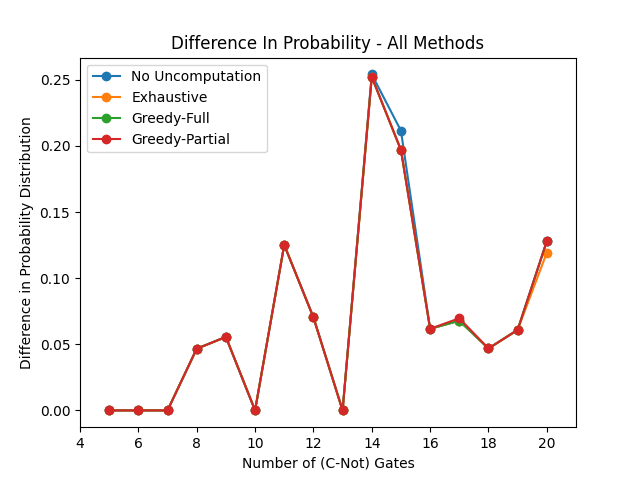 Difference In Probability - All Methods
No Uncomputation
Exhaustive
Greedy-Full
Greedy-Partial
Difference in Probability Distribution
0.25
0.20
0.15
0.10
0.05
0.00
4 6 8 10 12 14 16 18 20
Number of (C-Not) Gates